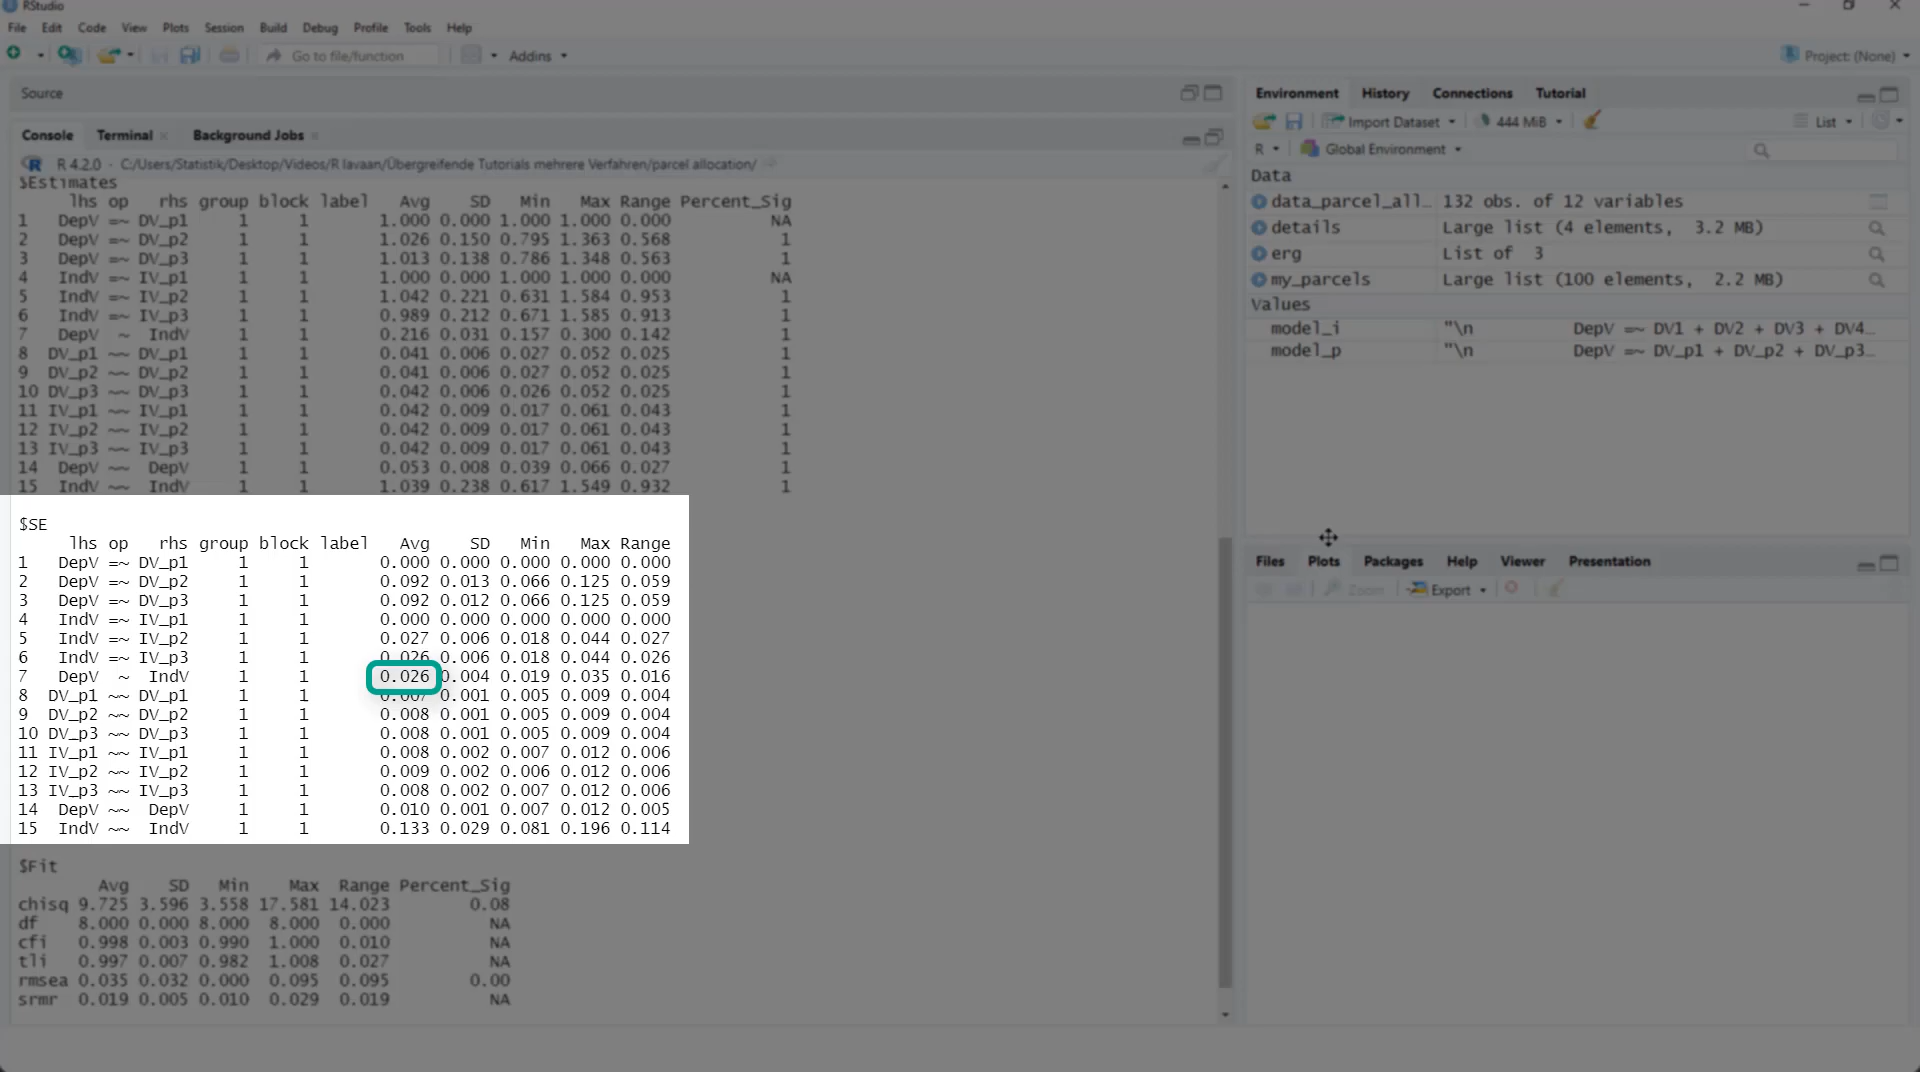 RStudio
File Edit Code View Plots Session Build Debug Profile Tools Help
Go to file/function Addins Project: (None)
Source
Console Terminal Background Jobs
R 4.2.0 · C:/Users/Statistik/Desktop/Videos/R lavaan/Übergreifende Tutorials mehrere Verfahren/parcel allocation/
$Estimates
lhs op rhs group block label Avg SD Min Max Range Percent_Sig
1 DepV =~ DV_p1 1 1 1.000 0.000 1.000 1.000 0.000 NA
2 DepV =~ DV_p2 1 1 1.026 0.150 0.795 1.363 0.568 1
3 DepV =~ DV_p3 1 1 1.013 0.138 0.786 1.348 0.563 1
4 IndV =~ IV_p1 1 1 1.000 0.000 1.000 1.000 0.000 NA
5 IndV =~ IV_p2 1 1 1.042 0.221 0.631 1.584 0.953 1
6 IndV =~ IV_p3 1 1 0.989 0.212 0.671 1.585 0.913 1
7 DepV ~ IndV 1 1 0.216 0.031 0.157 0.300 0.142 1
8 DV_p1 ~~ DV_p1 1 1 0.041 0.006 0.027 0.052 0.025 1
9 DV_p2 ~~ DV_p2 1 1 0.041 0.006 0.027 0.052 0.025 1
10 DV_p3 ~~ DV_p3 1 1 0.042 0.006 0.026 0.052 0.025 1
11 IV_p1 ~~ IV_p1 1 1 0.042 0.009 0.017 0.061 0.043 1
12 IV_p2 ~~ IV_p2 1 1 0.042 0.009 0.017 0.061 0.043 1
13 IV_p3 ~~ IV_p3 1 1 0.042 0.009 0.017 0.061 0.043 1
14 DepV ~~ DepV 1 1 0.053 0.008 0.039 0.066 0.027 1
15 IndV ~~ IndV 1 1 1.039 0.238 0.617 1.549 0.932 1
$SE
lhs op rhs group block label Avg SD Min Max Range
1 DepV =~ DV_p1 1 1 0.000 0.000 0.000 0.000 0.000
2 DepV =~ DV_p2 1 1 0.092 0.013 0.066 0.125 0.059
3 DepV =~ DV_p3 1 1 0.092 0.012 0.066 0.125 0.059
4 IndV =~ IV_p1 1 1 0.000 0.000 0.000 0.000 0.000
5 IndV =~ IV_p2 1 1 0.027 0.006 0.018 0.044 0.027
6 IndV =~ IV_p3 1 1 0.026 0.006 0.018 0.044 0.026
7 DepV ~ IndV 1 1 0.026 0.004 0.019 0.035 0.016
8 DV_p1 ~~ DV_p1 1 1 0.007 0.001 0.005 0.009 0.004
9 DV_p2 ~~ DV_p2 1 1 0.008 0.001 0.005 0.009 0.004
10 DV_p3 ~~ DV_p3 1 1 0.008 0.001 0.005 0.009 0.004
11 IV_p1 ~~ IV_p1 1 1 0.008 0.002 0.007 0.012 0.006
12 IV_p2 ~~ IV_p2 1 1 0.009 0.002 0.006 0.012 0.006
13 IV_p3 ~~ IV_p3 1 1 0.008 0.002 0.007 0.012 0.006
14 DepV ~~ DepV 1 1 0.010 0.001 0.007 0.012 0.005
15 IndV ~~ IndV 1 1 0.133 0.029 0.081 0.196 0.114
$Fit
Avg SD Min Max Range Percent_Sig
chisq 9.725 3.596 3.558 17.581 14.023 0.08
df 8.000 0.000 8.000 8.000 0.000 NA
cfi 0.998 0.003 0.990 1.000 0.010 NA
tli 0.997 0.007 0.982 1.008 0.027 NA
rmsea 0.035 0.032 0.000 0.095 0.095 0.00
srmr 0.019 0.005 0.010 0.029 0.019 NA
Environment History Connections Tutorial
Import Dataset 444 MiB List
R Global Environment
Data
data_parcel_all… 132 obs. of 12 variables
details Large list (4 elements, 3.2 MB)
erg List of 3
my_parcels Large list (100 elements, 2.2 MB)
Values
model_i "\n DepV =~ DV1 + DV2 + DV3 + DV4…
model_p "\n DepV =~ DV_p1 + DV_p2 + DV_p3…
Files Plots Packages Help Viewer Presentation
Zoom Export